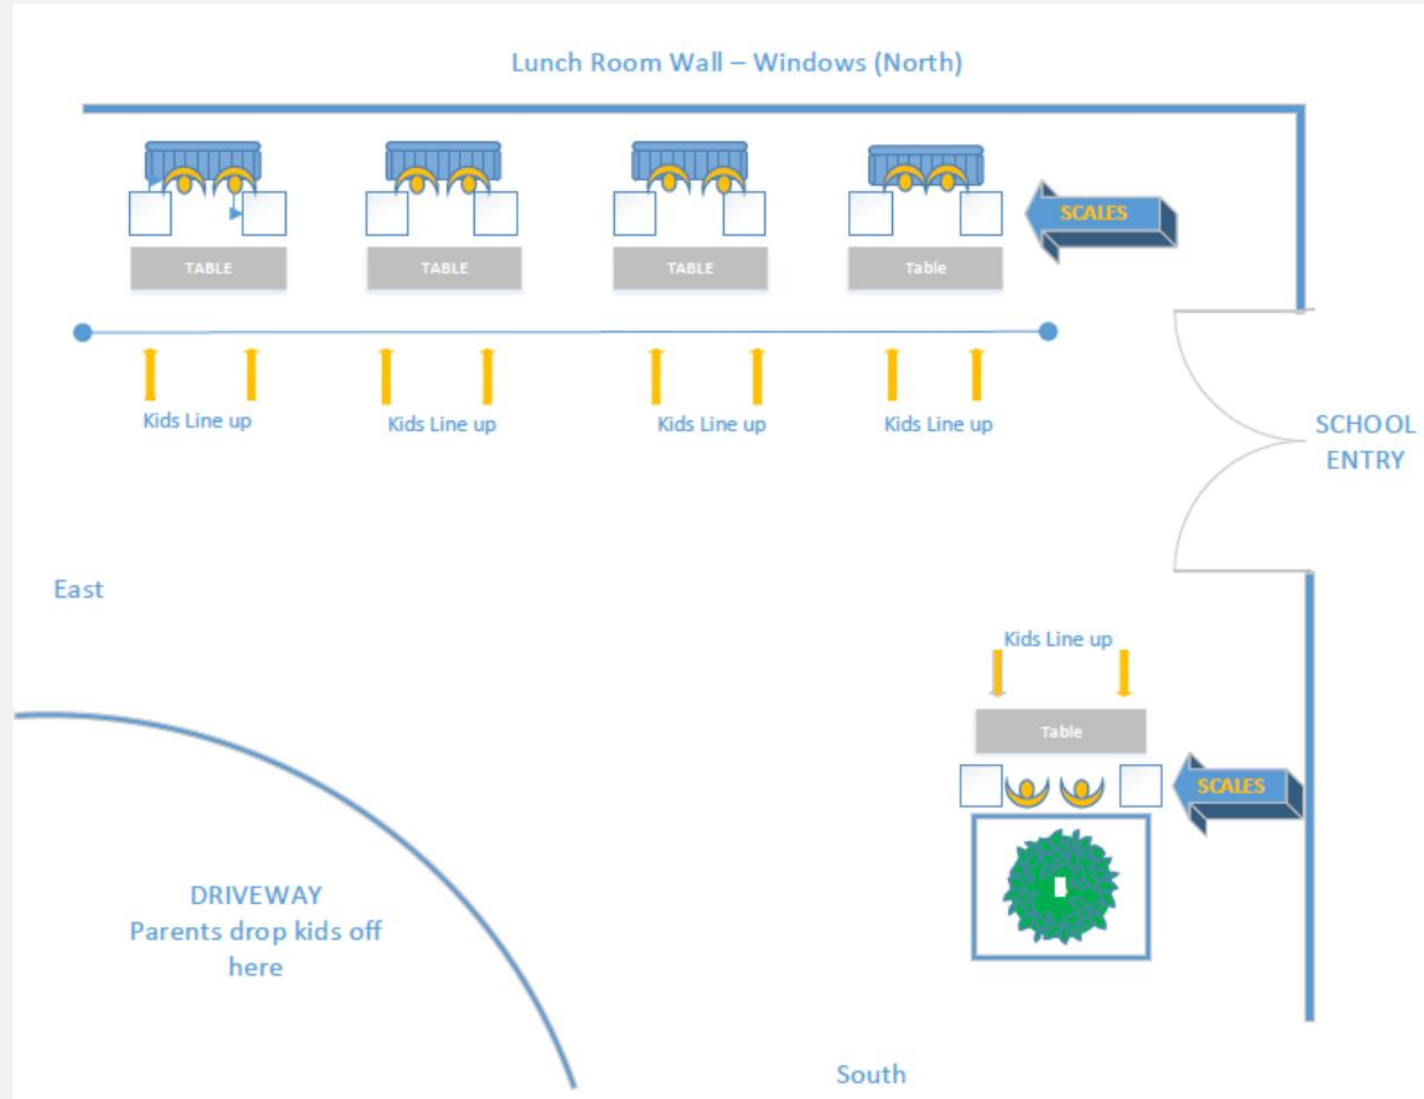 Lunch Room Wall – Windows (North)
SCALES
TABLE
TABLE
TABLE
Table
Kids Line up
Kids Line up
Kids Line up
Kids Line up
SCHOOL
ENTRY
East
Kids Line up
Table
SCALES
DRIVEWAY
Parents drop kids off
here
South